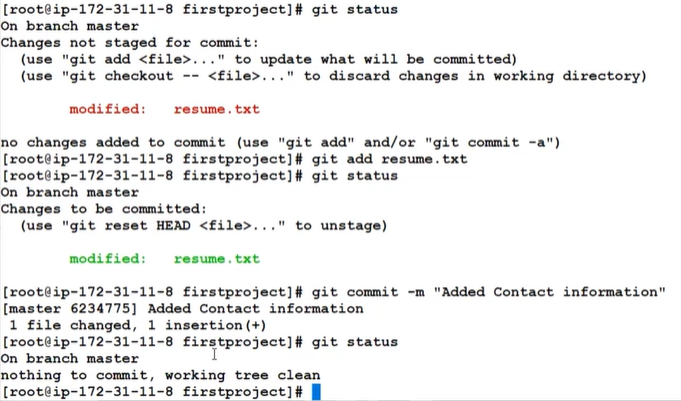 [root@ip-172-31-11-8 firstproject]# git status
On branch master
Changes not staged for commit:
  (use "git add <file>..." to update what will be committed)
  (use "git checkout -- <file>..." to discard changes in working directory)
        modified:   resume.txt
no changes added to commit (use "git add" and/or "git commit -a")
[root@ip-172-31-11-8 firstproject]# git add resume.txt
[root@ip-172-31-11-8 firstproject]# git status
On branch master
Changes to be committed:
  (use "git reset HEAD <file>..." to unstage)
        modified:   resume.txt
[root@ip-172-31-11-8 firstproject]# git commit -m "Added Contact information"
[master 6234775] Added Contact information
 1 file changed, 1 insertion(+)
[root@ip-172-31-11-8 firstproject]# git status
On branch master
nothing to commit, working tree clean
[root@ip-172-31-11-8 firstproject]#